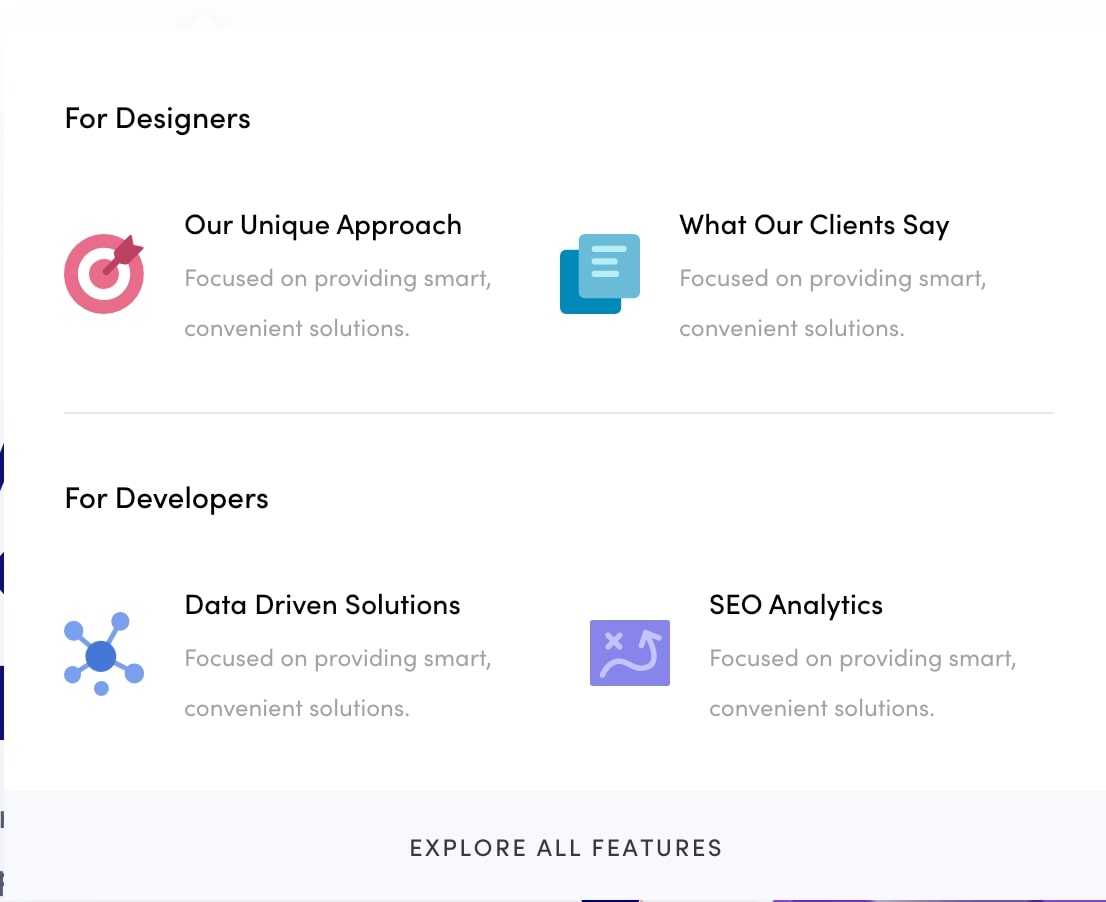 For Designers
Our Unique Approach
Focused on providing smart,
convenient solutions.
What Our Clients Say
Focused on providing smart,
convenient solutions.
For Developers
Data Driven Solutions
Focused on providing smart,
convenient solutions.
SEO Analytics
Focused on providing smart,
convenient solutions.
EXPLORE ALL FEATURES